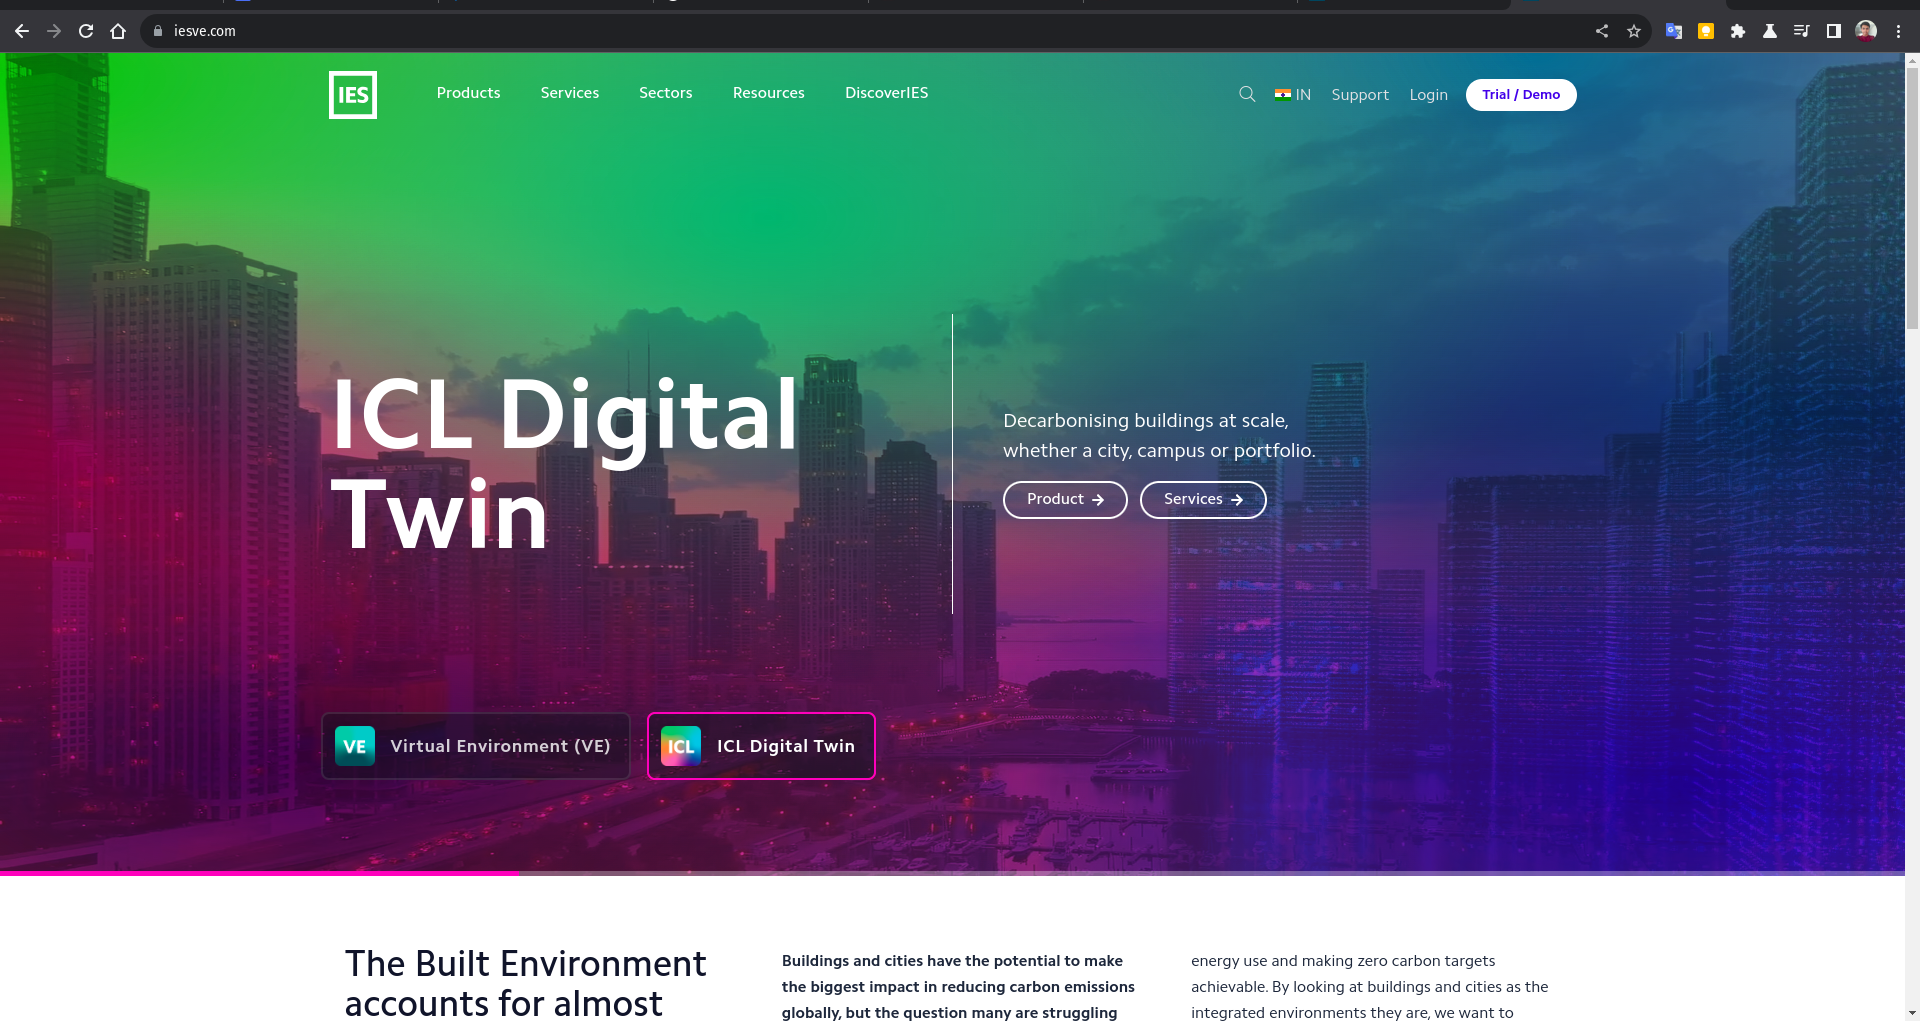 iesve.com
IES
Products
Services
Sectors
Resources
DiscoverIES
IN
Support
Login
Trial / Demo
ICL Digital
Twin
Decarbonising buildings at scale,
whether a city, campus or portfolio.
Product →
Services →
VE
Virtual Environment (VE)
ICL
ICL Digital Twin
The Built Environment
accounts for almost
Buildings and cities have the potential to make
the biggest impact in reducing carbon emissions
globally, but the question many are struggling
energy use and making zero carbon targets
achievable. By looking at buildings and cities as the
integrated environments they are, we want to